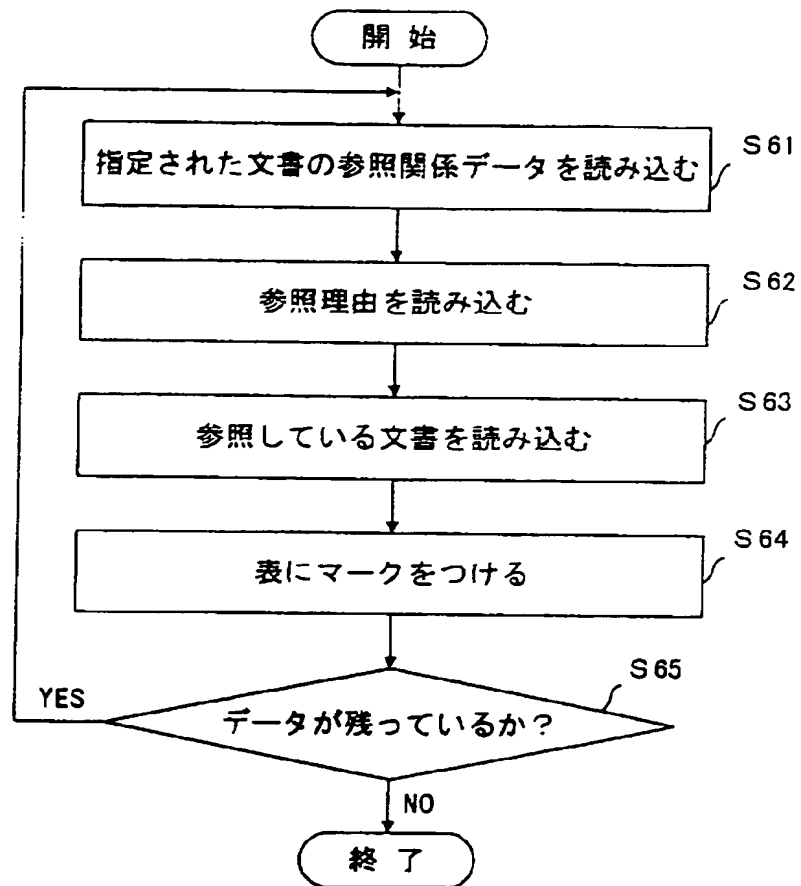 開始
指定された文書の参照関係データを読み込む
S61
参照理由を読み込む
S62
参照している文書を読み込む
S63
表にマークをつける
S64
データが残っているか?
S65
YES
NO
終了